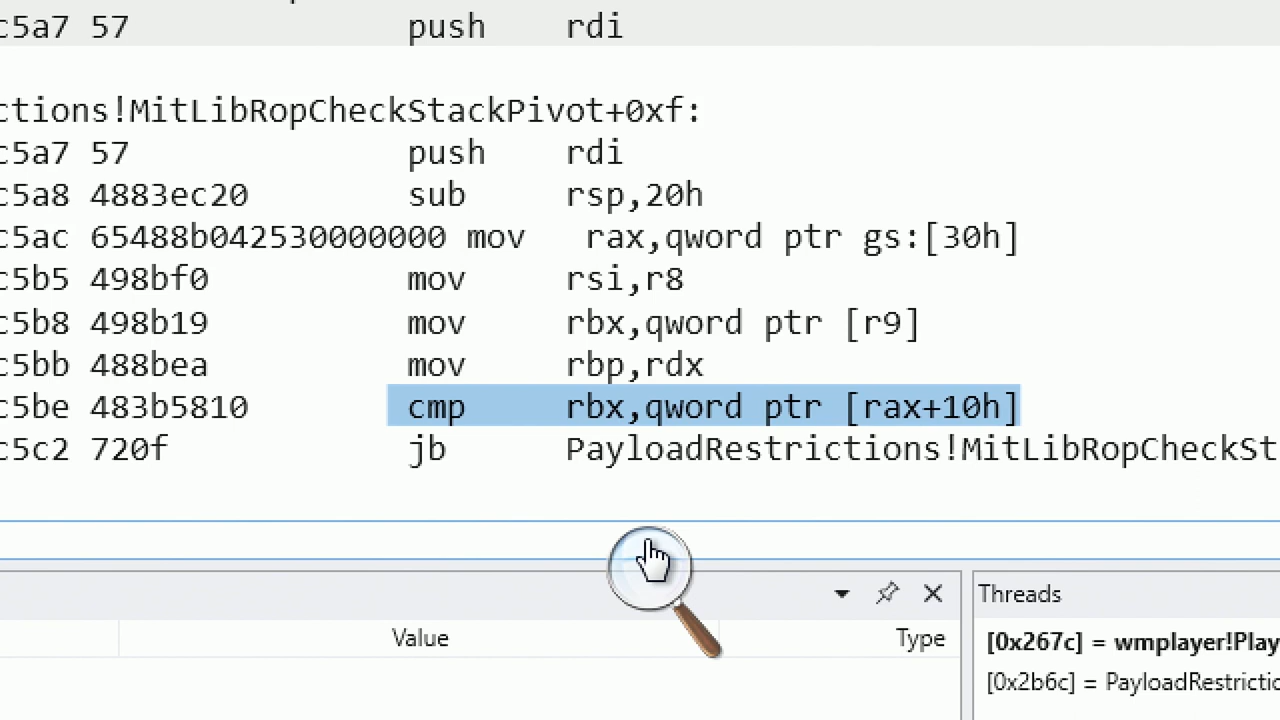 c5a7 57 push rdi
ctions!MitLibRopCheckStackPivot+0xf:
c5a7 57 push rdi
c5a8 4883ec20 sub rsp,20h
c5ac 65488b042530000000 mov rax,qword ptr gs:[30h]
c5b5 498bf0 mov rsi,r8
c5b8 498b19 mov rbx,qword ptr [r9]
c5bb 488bea mov rbp,rdx
c5be 483b5810 cmp rbx,qword ptr [rax+10h]
c5c2 720f jb PayloadRestrictions!MitLibRopCheckSt
Threads
Value Type
[0x267c] = wmplayer!Play
[0x2b6c] = PayloadRestrictio